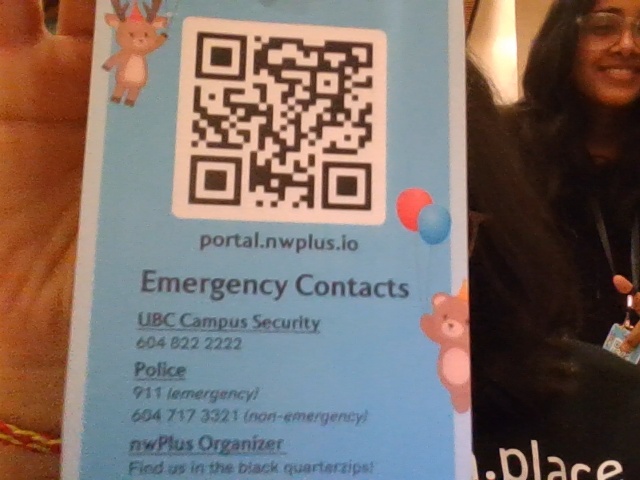 portal.nwplus.io
Emergency Contacts
UBC Campus Security
604 822 2222
Police
911 (emergency)
604 717 3321 (non-emergency)
nwPlus Organizer
Find us in the black quarterzips!
.place